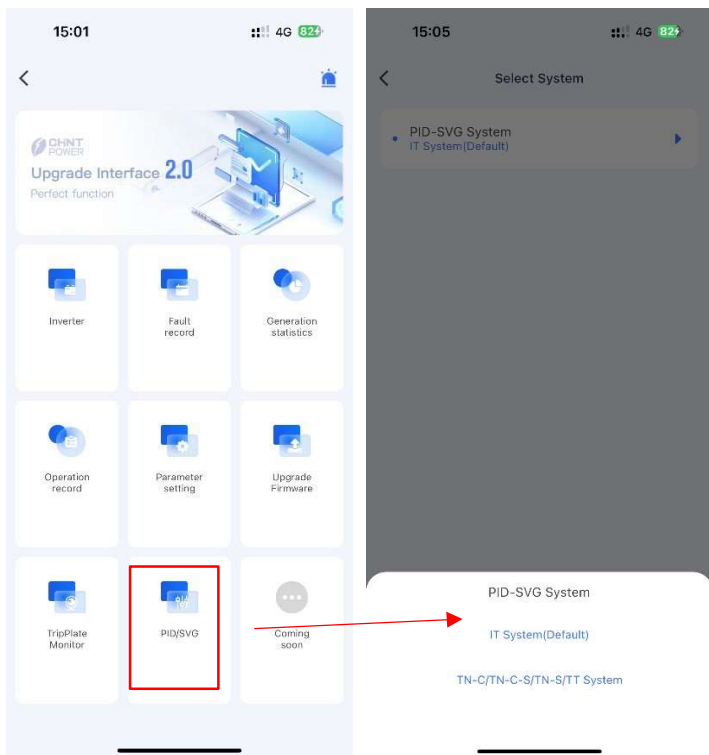 15:01
4G 82
CHNT
POWER
Upgrade Interface 2.0
Perfect function
Inverter
Fault
record
Generation
statistics
Operation
record
Parameter
setting
Upgrade
Firmware
TripPlate
Monitor
PID/SVG
Coming
soon
15:05
4G 82
Select System
PID-SVG System
IT System(Default)
PID-SVG System
IT System(Default)
TN-C/TN-C-S/TN-S/TT System